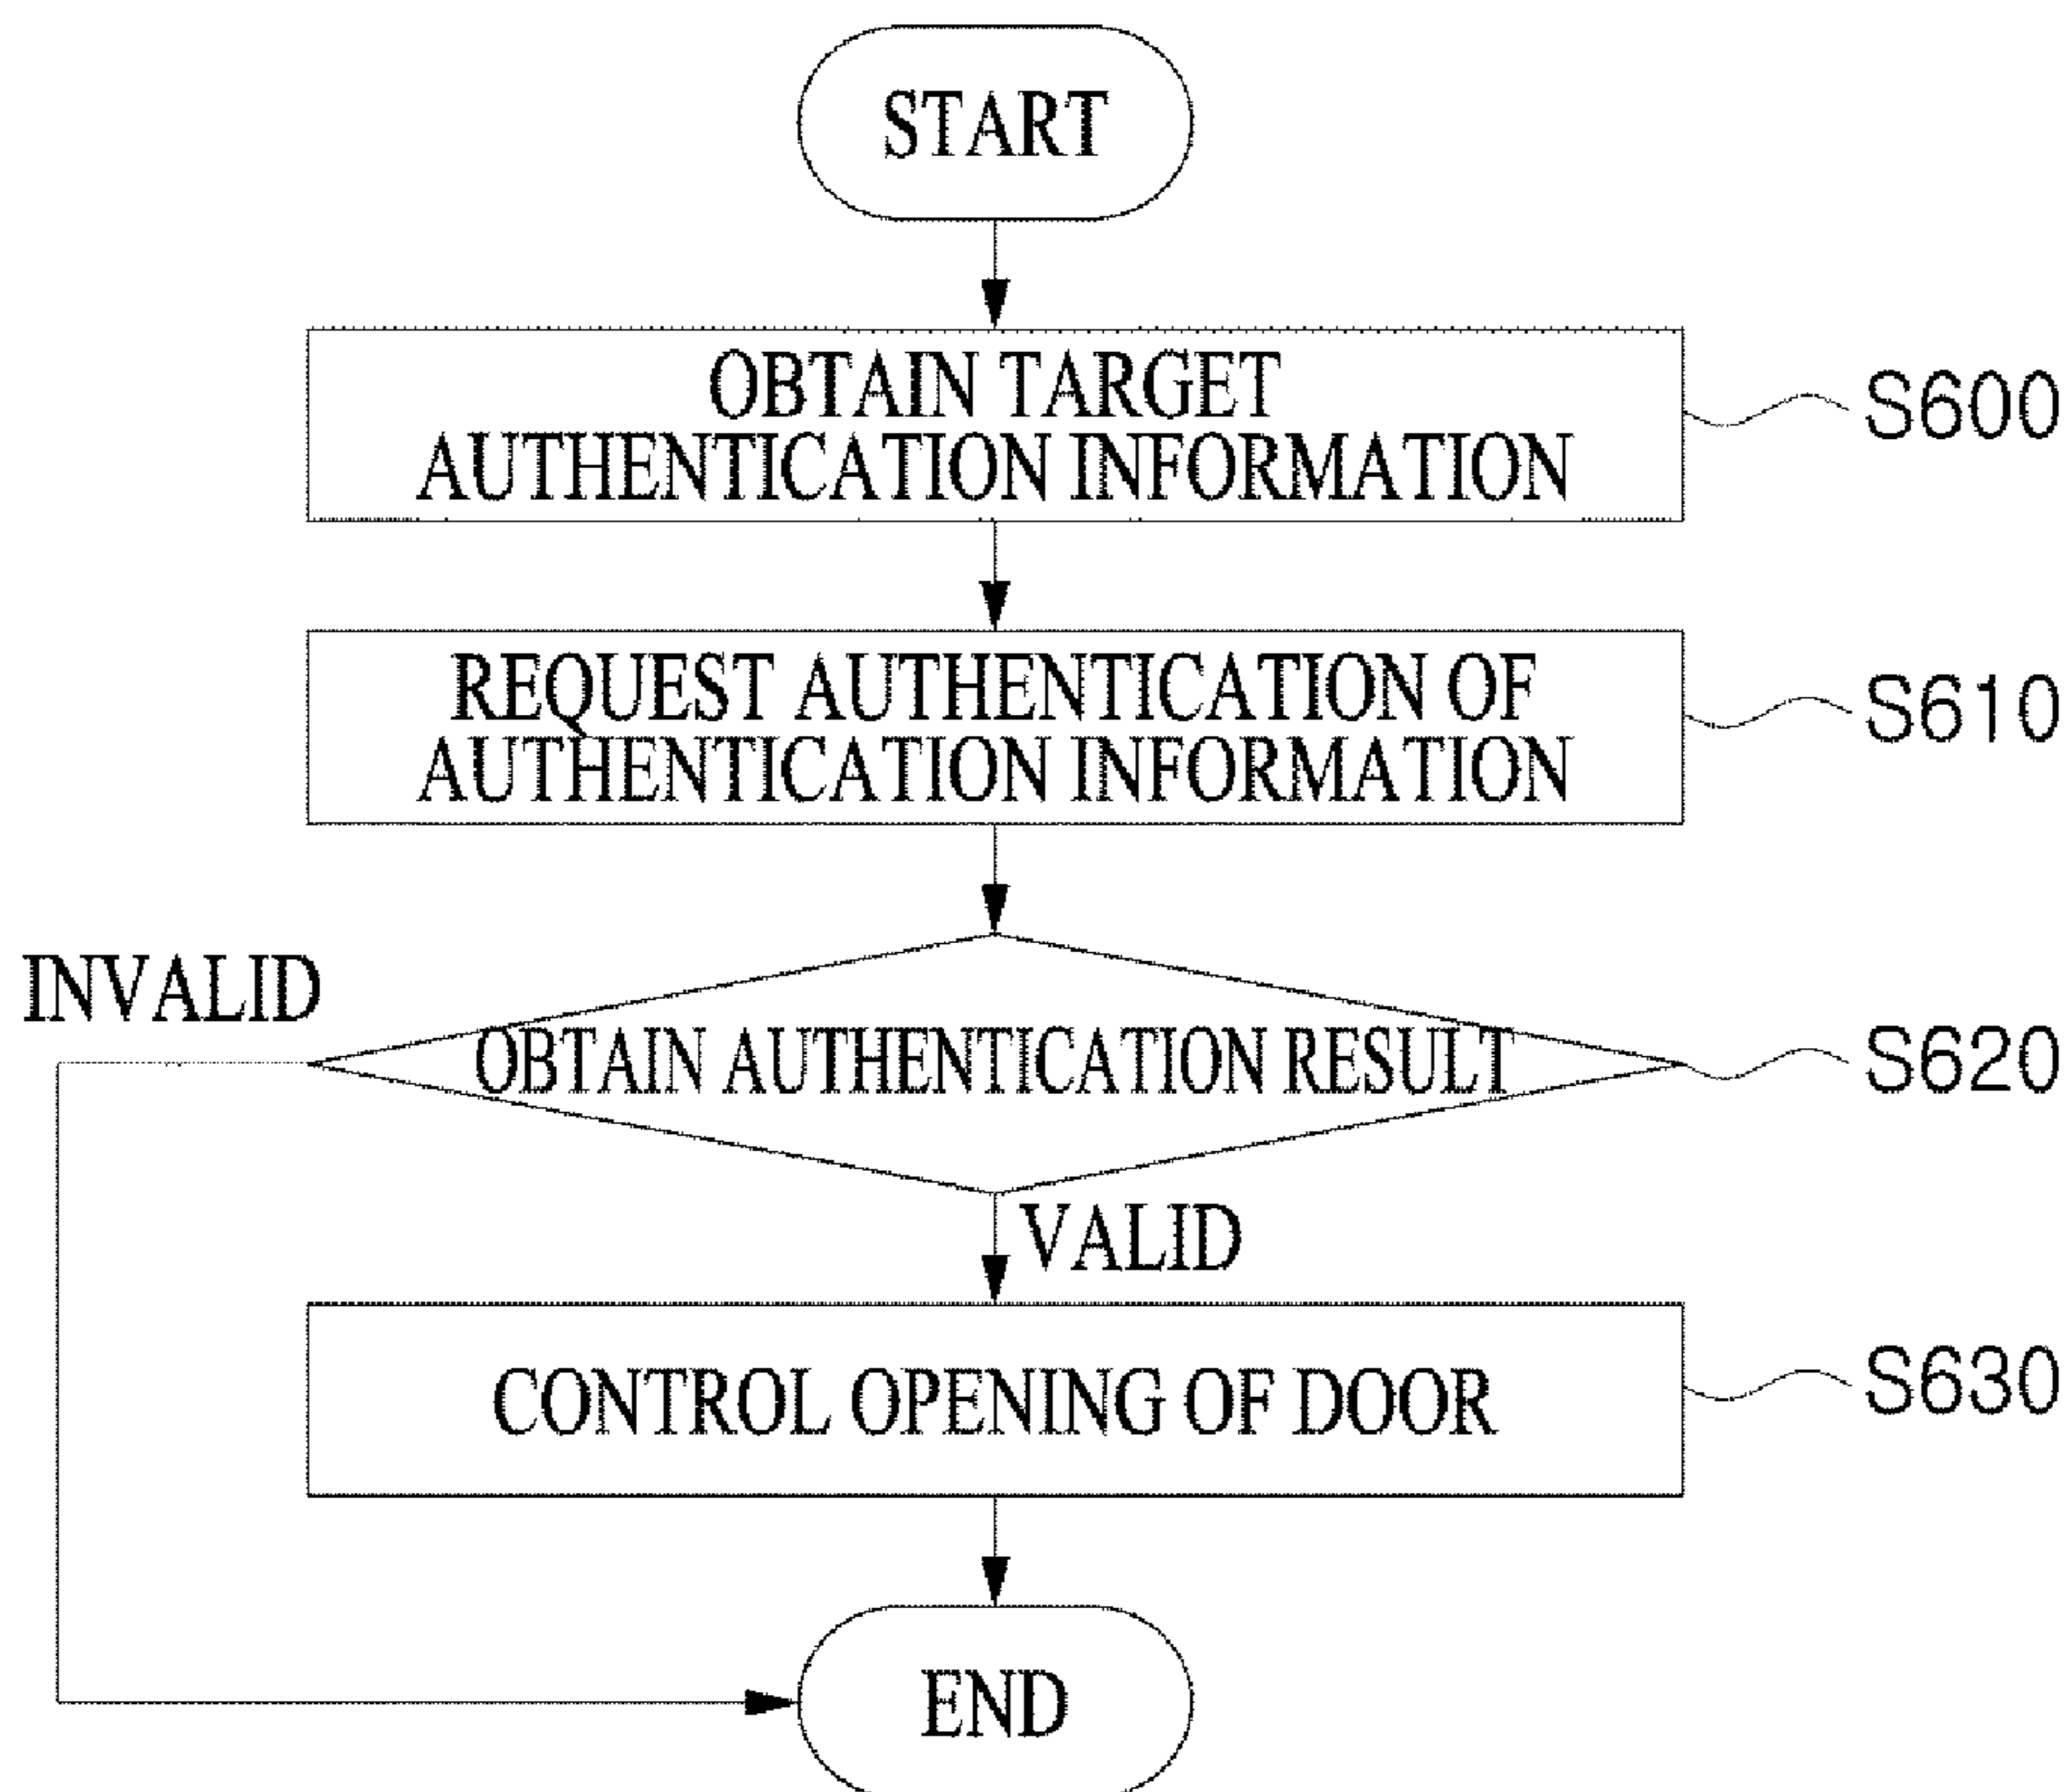 START
OBTAIN TARGET
AUTHENTICATION INFORMATION
S600
REQUEST AUTHENTICATION OF
AUTHENTICATION INFORMATION
S610
INVALID
OBTAIN AUTHENTICATION RESULT
S620
VALID
CONTROL OPENING OF DOOR
S630
END